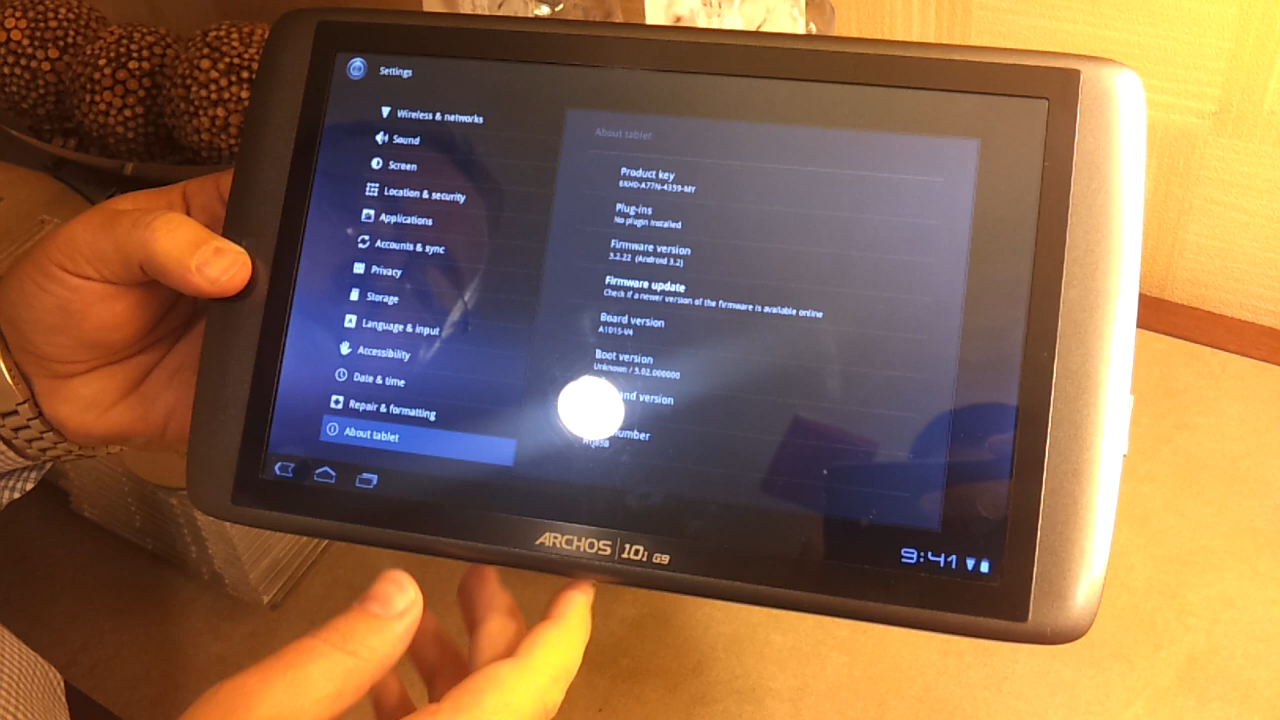 Settings
Wireless & networks
Sound
Screen
Location & security
Applications
Accounts & sync
Privacy
Storage
Language & input
Accessibility
Date & time
Repair & formatting
About tablet
About tablet
Product key
Plug-ins
No plugin installed
Firmware version
3.2.22 (Android 3.2)
Firmware update
Check if a newer version of the firmware is available online
Board version
A101S-V4
Boot version
Unknown / 5.02.000000
version
ARCHOS 101 G9
9:41